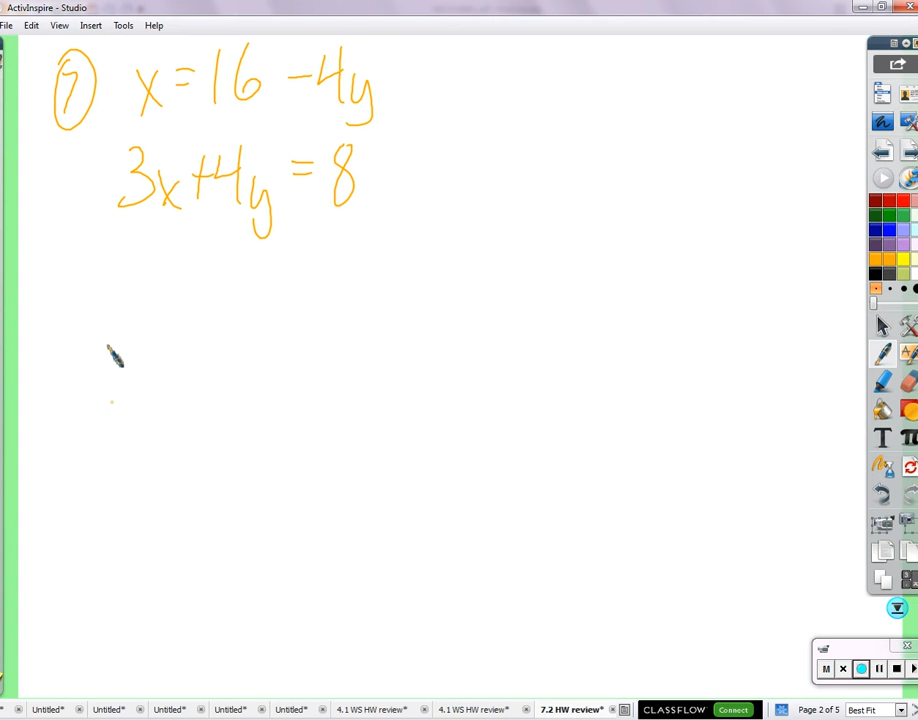 ActivInspire - Studio
File Edit View Insert Tools Help
7 x = 16 - 4y
3x + 4y = 8
Untitled* Untitled* Untitled* Untitled* Untitled* 4.1 WS HW review* 4.1 WS HW review* 7.2 HW review* CLASSFLOW Connect Page 2 of 5 Best Fit
M
T